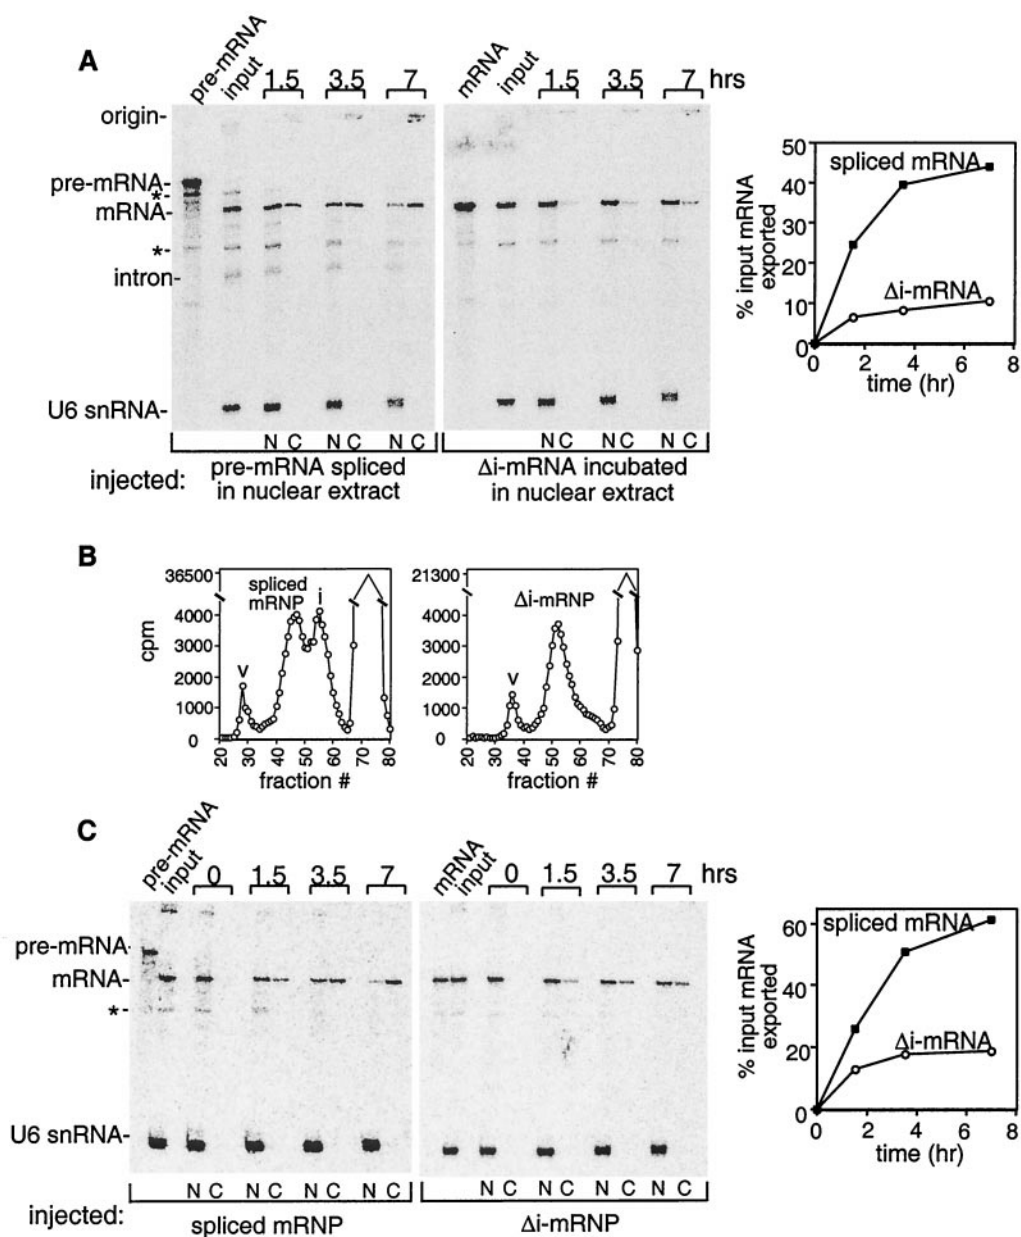 A
pre-mRNA
input
1.5
3.5
7
mRNA
input
1.5
3.5
7
hrs
origin-
pre-mRNA-
*-
mRNA-
*-
intron-
U6 snRNA-
N C
N C
N C
N C
N C
N C
injected:
pre-mRNA spliced
in nuclear extract
Δi-mRNA incubated
in nuclear extract
% input mRNA
exported
50
40
30
20
10
0
spliced mRNA
Δi-mRNA
0 2 4 6 8
time (hr)
B
36500
4000
3000
2000
1000
0
cpm
spliced
mRNP
i
v
20 30 40 50 60 70 80
fraction #
21300
4000
3000
2000
1000
0
Δi-mRNP
v
20 30 40 50 60 70 80
fraction #
C
pre-mRNA
input
0
1.5
3.5
7
mRNA
input
0
1.5
3.5
7
hrs
pre-mRNA-
mRNA-
*-
U6 snRNA-
N C
N C
N C
N C
N C
N C
N C
N C
injected:
spliced mRNP
Δi-mRNP
% input mRNA
exported
60
40
20
0
spliced mRNA
Δi-mRNA
0 2 4 6 8
time (hr)